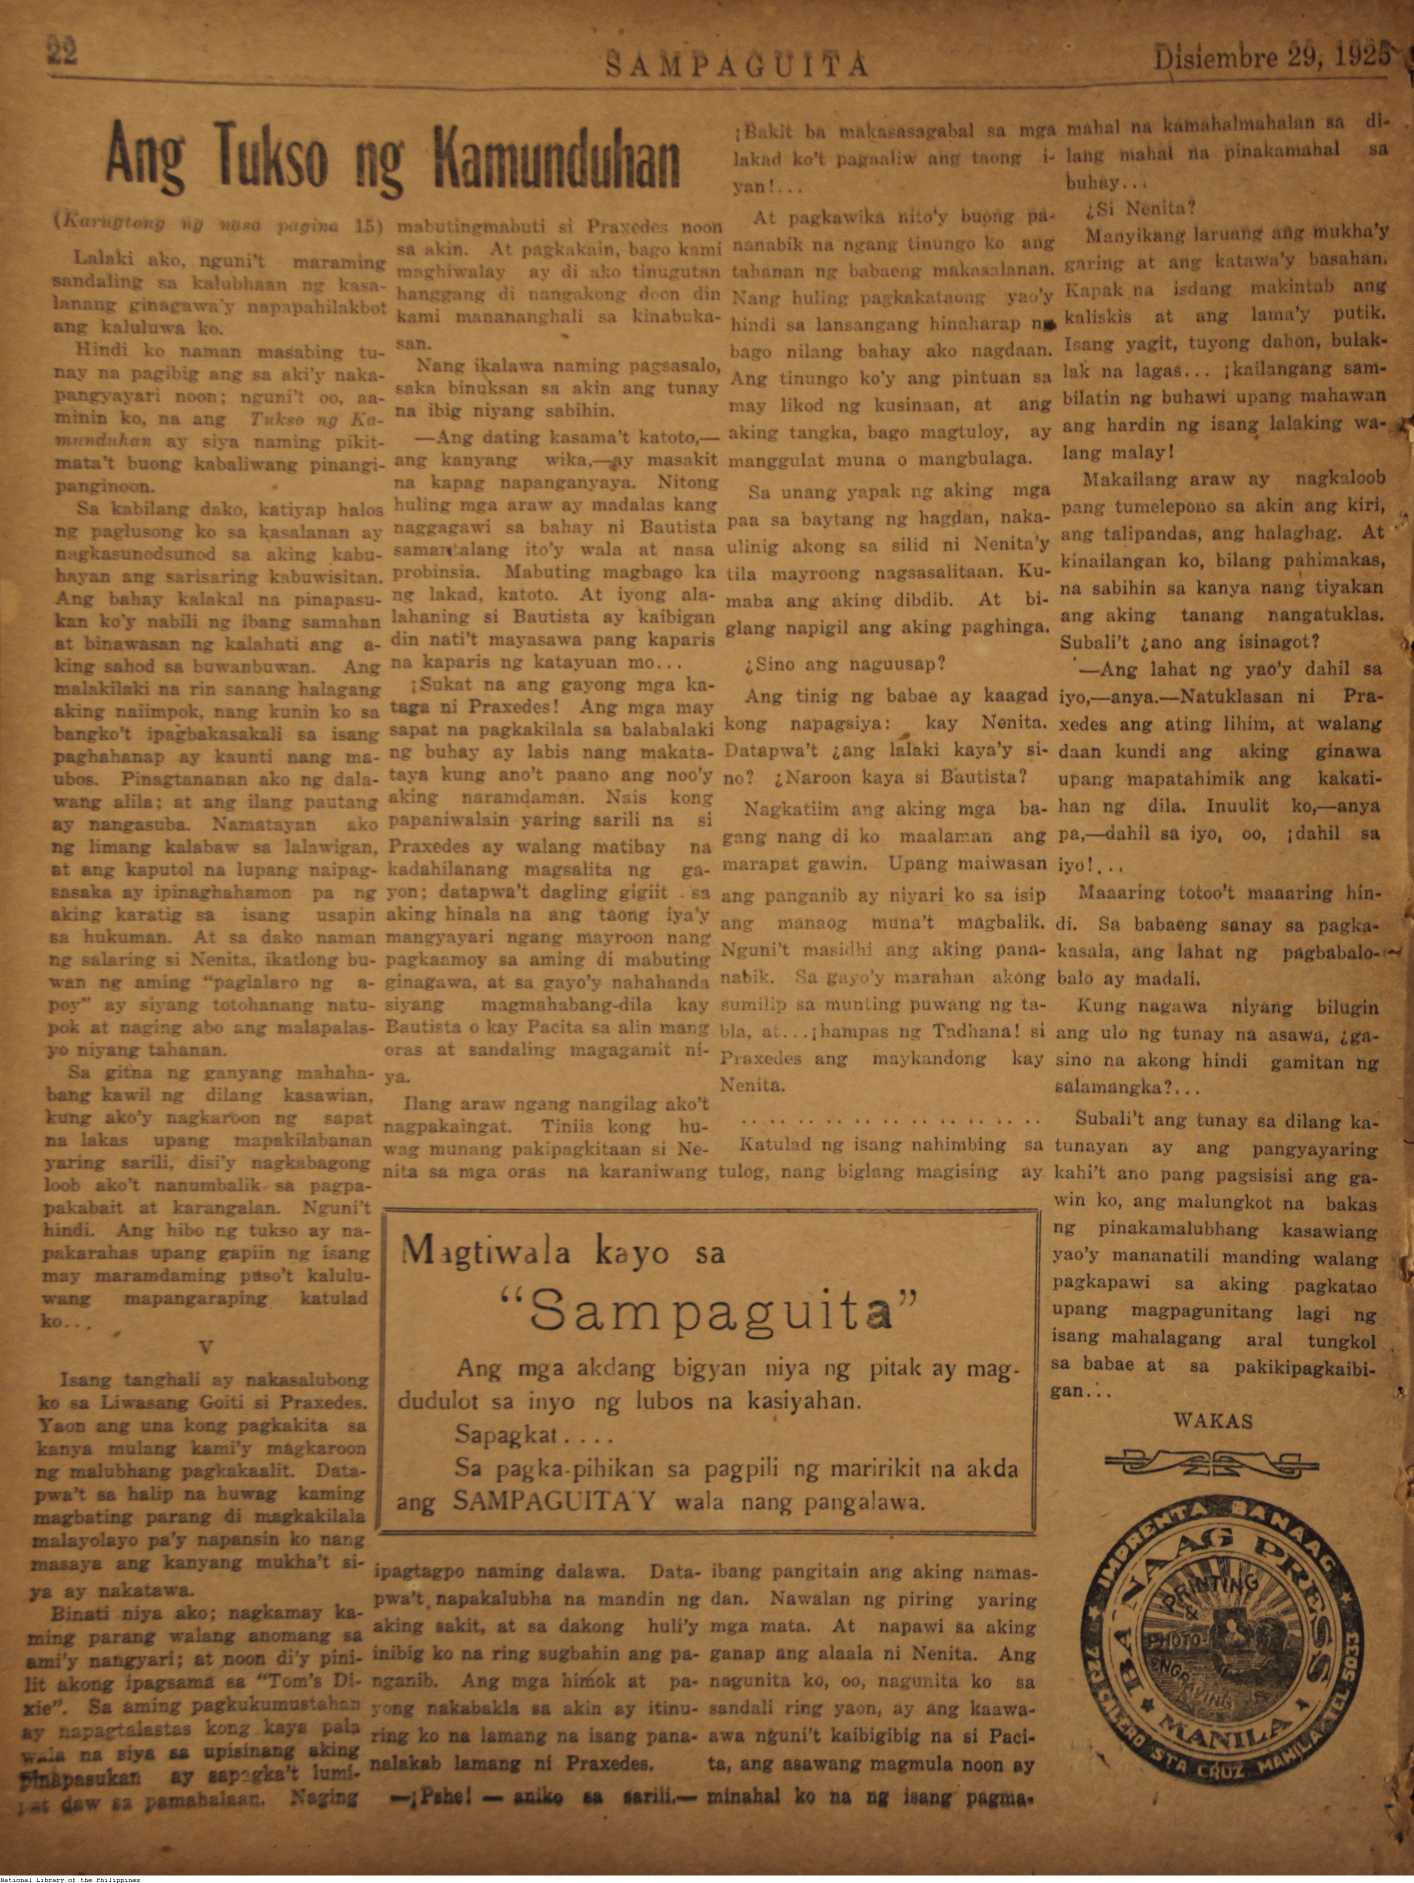 22
SAMPAGUITA
Disiembre 29, 1925
Ang Tukso ng Kamunduhan
(Karugtong ng nasa pagina 15)
Lalaki ako, nguni't maraming
sandaling sa kalubhaan ng kasa-
lanang ginagawa'y napapahilakbot
ang kaluluwa ko.
Hindi ko naman masabing tu-
nay na pagibig ang sa aki'y naka-
pangyayari noon; nguni't oo, aa-
minin ko, na ang Tukso ng Ka-
munduhan ay siya naming pikit-
mata't buong kabaliwang pinangi-
panginoon.
Sa kabilang dako, katiyap halos
ng paglusong ko sa kasalanan ay
nagkasunodsunod sa aking kabu-
hayan ang sarisaring kabuwisitan.
Ang bahay kalakal na pinapasu-
kan ko'y nabili ng ibang samahan
at binawasan ng kalahati ang a-
king sahod sa buwanbuwan. Ang
malakilaki na rin sanang halagang
aking naiimpok, nang kunin ko sa
bangko't ipagbakasakali sa isang
paghahanap ay kaunti nang ma-
ubos. Pinagtananan ako ng dala-
wang alila; at ang ilang pautang
ay nangasuba. Namatayan ako
ng limang kalabaw sa lalawigan,
at ang kaputol na lupang naipag-
sasaka ay ipinaghahamon pa ng
aking karatig sa isang usapin
sa hukuman. At sa dako naman
ng salaring si Nenita, ikatlong bu-
wan ng aming "paglalaro ng a-
poy" ay siyang totohanang natu-
pok at naging abo ang malapalas-
yo niyang tahanan.
Sa gitna ng ganyang mahaha-
bang kawil ng dilang kasawian,
kung ako'y nagkaroon ng sapat
na lakas upang mapakilabanan
yaring sarili, disi'y nagkabagong
loob ako't nanumbalik sa pagpa-
pakabait at karangalan. Nguni't
hindi. Ang hibo ng tukso ay na-
pakarahas upang gapiin ng isang
may maramdaming puso't kalulu-
wang mapangaraping katulad
ko...
V
Isang tanghali ay nakasalubong
ko sa Liwasang Goiti si Praxedes.
Yaon ang una kong pagkakita sa
kanya mulang kami'y magkaroon
ng malubhang pagkakaalit. Data-
pwa't sa halip na huwag kaming
magbating parang di magkakilala
malayolayo pa'y napansin ko nang
masaya ang kanyang mukha't si-
ya ay nakatawa.
Binati niya ako; nagkamay ka-
ming parang walang anomang sa
ami'y nangyari; at noon di'y pini-
lit akong ipagsama sa "Tom's Di-
xie". Sa aming pagkukumustahan
ay napagtalastas kong kaya pala
wala na siya sa upisinang aking
pinapasukan ay sapagka't lumi-
pat daw sa pamahalaan. Naging
mabutingmabuti si Praxedes noon
sa akin. At pagkakain, bago kami
maghiwalay ay di ako tinugutan
hanggang di nangakong doon din
kami manananghali sa kinabuka-
san.
Nang ikalawa naming pagsasalo,
saka binuksan sa akin ang tunay
na ibig niyang sabihin.
—Ang dating kasama't katoto,—
ang kanyang wika,—ay masakit
na kapag napanganyaya. Nitong
huling mga araw ay madalas kang
naggagawi sa bahay ni Bautista
samantalang ito'y wala at nasa
probinsia. Mabuting magbago ka
ng lakad, katoto. At iyong ala-
lahaning si Bautista ay kaibigan
din nati't mayasawa pang kaparis
na kaparis ng katayuan mo...
¡Sukat na ang gayong mga ka-
taga ni Praxedes! Ang mga may
sapat na pagkakilala sa balabalaki
ng buhay ay labis nang makata-
taya kung ano't paano ang noo'y
aking naramdaman. Nais kong
papaniwalain yaring sarili na si
Praxedes ay walang matibay na
kadahilanang magsalita ng ga-
yon; datapwa't dagling gigiit sa
aking hinala na ang taong iya'y
mangyayari ngang mayroon nang
pagkaamoy sa aming di mabuting
ginagawa, at sa gayo'y nahahanda
siyang magmahabang-dila kay
Bautista o kay Pacita sa alin mang
oras at sandaling magagamit ni-
ya.
Ilang araw ngang nangilag ako't
nagpakaingat. Tiniis kong hu-
wag munang pakipagkitaan si Ne-
nita sa mga oras na karaniwang
Magtiwala kayo sa
"Sampaguita"
Ang mga akdang bigyan niya ng pitak ay mag-
dudulot sa inyo ng lubos na kasiyahan.
Sapagkat....
Sa pagka-pihikan sa pagpili ng maririkit na akda
ang SAMPAGUITA'Y wala nang pangalawa.
ipagtagpo naming dalawa. Data-
pwa't napakalubha na mandin ng
aking sakit, at sa dakong huli'y
inibig ko na ring sugbahin ang pa-
nganib. Ang mga himok at pa-
yong nakabakla sa akin ay itinu-
ring ko na lamang na isang pana-
nalakab lamang ni Praxedes.
—¡Pshe! — aniko sa sarili.—
¡Bakit ba makasasagabal sa mga
lakad ko't pagaaliw ang taong i-
yan!...
At pagkawika nito'y buong pa-
nanabik na ngang tinungo ko ang
tahanan ng babaeng makasalanan.
Nang huling pagkakataong yao'y
hindi sa lansangang hinaharap ng
bago nilang bahay ako nagdaan.
Ang tinungo ko'y ang pintuan sa
may likod ng kusinaan, at ang
aking tangka, bago magtuloy, ay
manggulat muna o mangbulaga.
Sa unang yapak ng aking mga
paa sa baytang ng hagdan, naka-
ulinig akong sa silid ni Nenita'y
tila mayroong nagsasalitaan. Ku-
maba ang aking dibdib. At bi-
glang napigil ang aking paghinga.
¿Sino ang naguusap?
Ang tinig ng babae ay kaagad
kong napagsiya: kay Nenita.
Datapwa't ¿ang lalaki kaya'y si-
no? ¿Naroon kaya si Bautista?
Nagkatiim ang aking mga ba-
gang nang di ko maalaman ang
marapat gawin. Upang maiwasan
ang panganib ay niyari ko sa isip
ang manaog muna't magbalik.
Nguni't masidhi ang aking pana-
nabik. Sa gayo'y marahan akong
sumilip sa munting puwang ng ta-
bla, at...¡hampas ng Tadhana! si
Praxedes ang maykandong kay
Nenita.
. . . . . . . . . . . . . . . . . . . . . .
Katulad ng isang nahimbing sa
tulog, nang biglang magising ay
ibang pangitain ang aking namas-
dan. Nawalan ng piring yaring
mga mata. At napawi sa aking
ganap ang alaala ni Nenita. Ang
nagunita ko, oo, nagunita ko sa
sandali ring yaon, ay ang kaawa-
awa nguni't kaibigibig na si Paci-
ta, ang asawang magmula noon ay
minahal ko na ng isang pagma-
mahal na kamahalmahalan sa di-
lang mahal na pinakamahal sa
buhay...
¿Si Nenita?
Manyikang laruang ang mukha'y
garing at ang katawa'y basahan.
Kapak na isdang makintab ang
kaliskis at ang lama'y putik.
Isang yagit, tuyong dahon, bulak-
lak na lagas... ¡kailangang sam-
bilatin ng buhawi upang mahawan
ang hardin ng isang lalaking wa-
lang malay!
Makailang araw ay nagkaloob
pang tumelepono sa akin ang kiri,
ang talipandas, ang halaghag. At
kinailangan ko, bilang pahimakas,
na sabihin sa kanya nang tiyakan
ang aking tanang nangatuklas.
Subali't ¿ano ang isinagot?
—Ang lahat ng yao'y dahil sa
iyo,—anya.—Natuklasan ni Pra-
xedes ang ating lihim, at walang
daan kundi ang aking ginawa
upang mapatahimik ang kakati-
han ng dila. Inuulit ko,—anya
pa,—dahil sa iyo, oo, ¡dahil sa
iyo!...
Maaaring totoo't maaaring hin-
di. Sa babaeng sanay sa pagka-
kasala, ang lahat ng pagbabalo-
balo ay madali.
Kung nagawa niyang bilugin
ang ulo ng tunay na asawa, ¿ga-
sino na akong hindi gamitan ng
salamangka?...
Subali't ang tunay sa dilang ka-
tunayan ay ang pangyayaring
kahi't ano pang pagsisisi ang ga-
win ko, ang malungkot na bakas
ng pinakamalubhang kasawiang
yao'y mananatili manding walang
pagkapawi sa aking pagkatao
upang magpagunitang lagi ng
isang mahalagang aral tungkol
sa babae at sa pakikipagkaibi-
gan...
WAKAS
IMPRENTA BANAAG
BANAAG PRESS
PRINTING
&
PHOTO-
ENGRAVING
MANILA
STA CRUZ MANILA
National Library of the Philippines